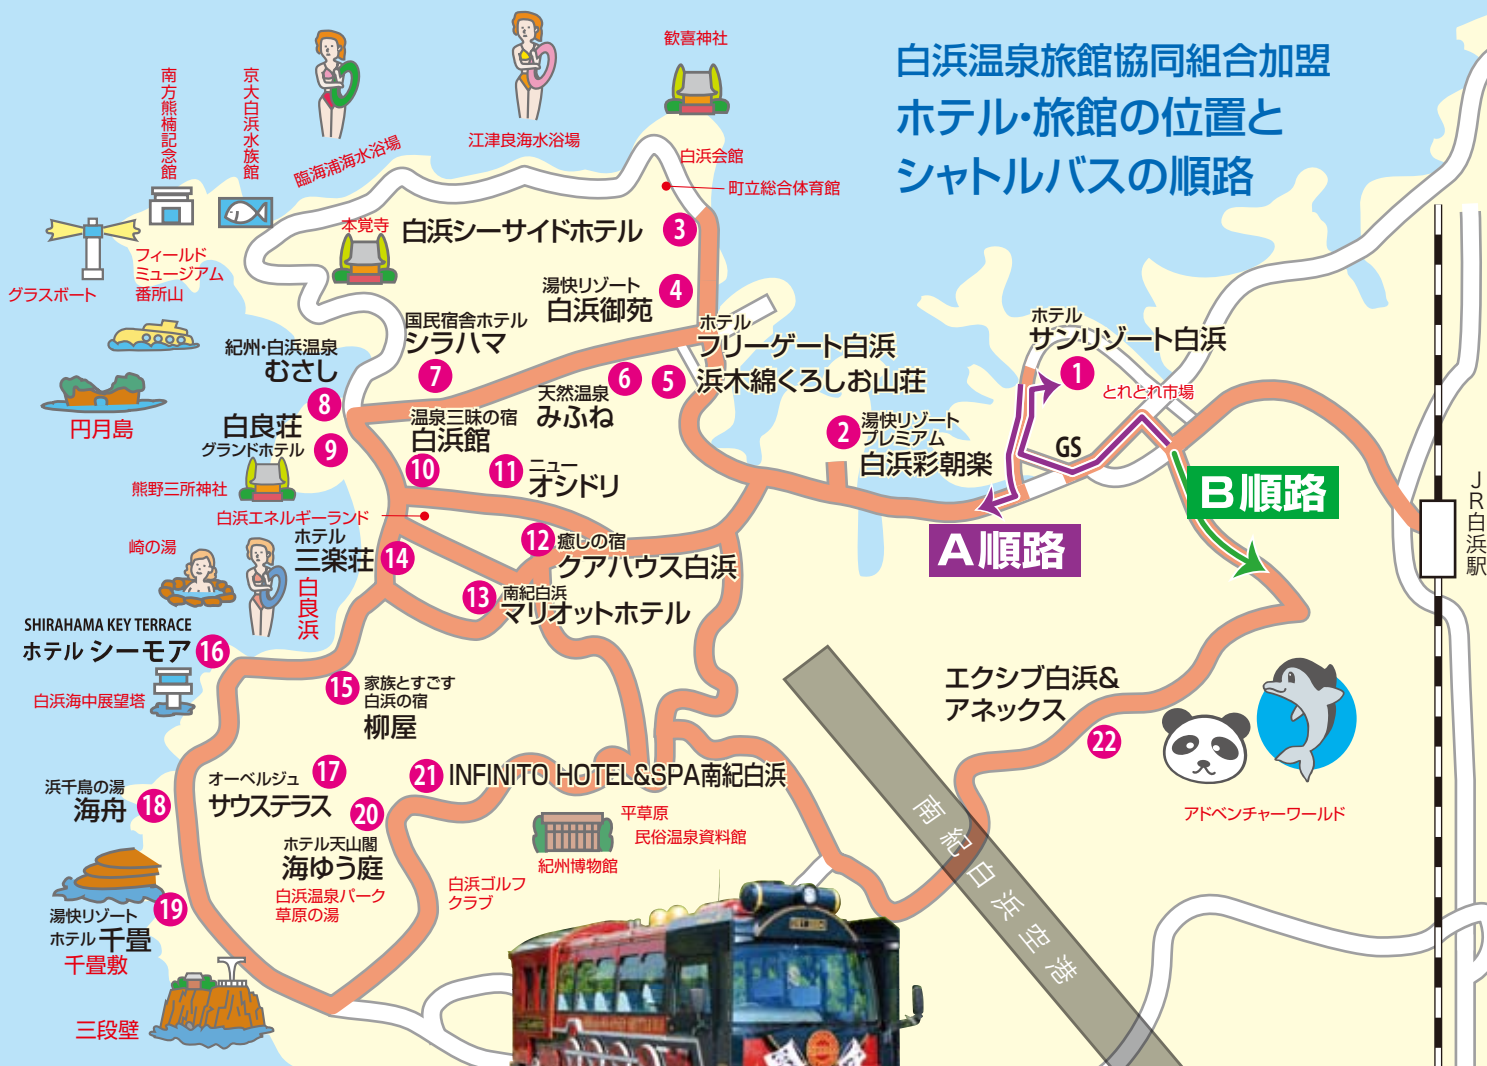 白浜温泉旅館協同組合加盟
ホテル・旅館の位置と
シャトルバスの順路
歓喜神社
南方熊楠記念館
京大白浜水族館
臨海浦海水浴場
江津良海水浴場
白浜会館
町立総合体育館
本覚寺
白浜シーサイドホテル
3
フィールド
ミュージアム
番所山
グラスボート
湯快リゾート
白浜御苑
4
国民宿舎ホテル
シラハマ
7
ホテル
フリーゲート白浜
浜木綿くろしお山荘
6
5
ホテル
サンリゾート白浜
1
とれとれ市場
紀州・白浜温泉
むさし
8
円月島
天然温泉
みふね
白良荘
グランドホテル
9
温泉三昧の宿
白浜館
10
11
ニュー
オシドリ
2
湯快リゾート
プレミアム
白浜彩朝楽
GS
B順路
A順路
JR白浜駅
熊野三所神社
白浜エネルギーランド
崎の湯
ホテル
三楽荘
14
白良浜
12
癒しの宿
クアハウス白浜
13
南紀白浜
マリオットホテル
SHIRAHAMA KEY TERRACE
ホテル シーモア
16
白浜海中展望塔
15
家族とすごす
白浜の宿
柳屋
エクシブ白浜&
アネックス
22
浜千鳥の湯
海舟
18
オーベルジュ
サウステラス
17
20
ホテル天山閣
海ゆう庭
白浜温泉パーク
草原の湯
21
INFINITO HOTEL&SPA南紀白浜
平草原
民俗温泉資料館
紀州博物館
白浜ゴルフ
クラブ
アドベンチャーワールド
南紀白浜空港
19
湯快リゾート
ホテル 千畳
千畳敷
三段壁